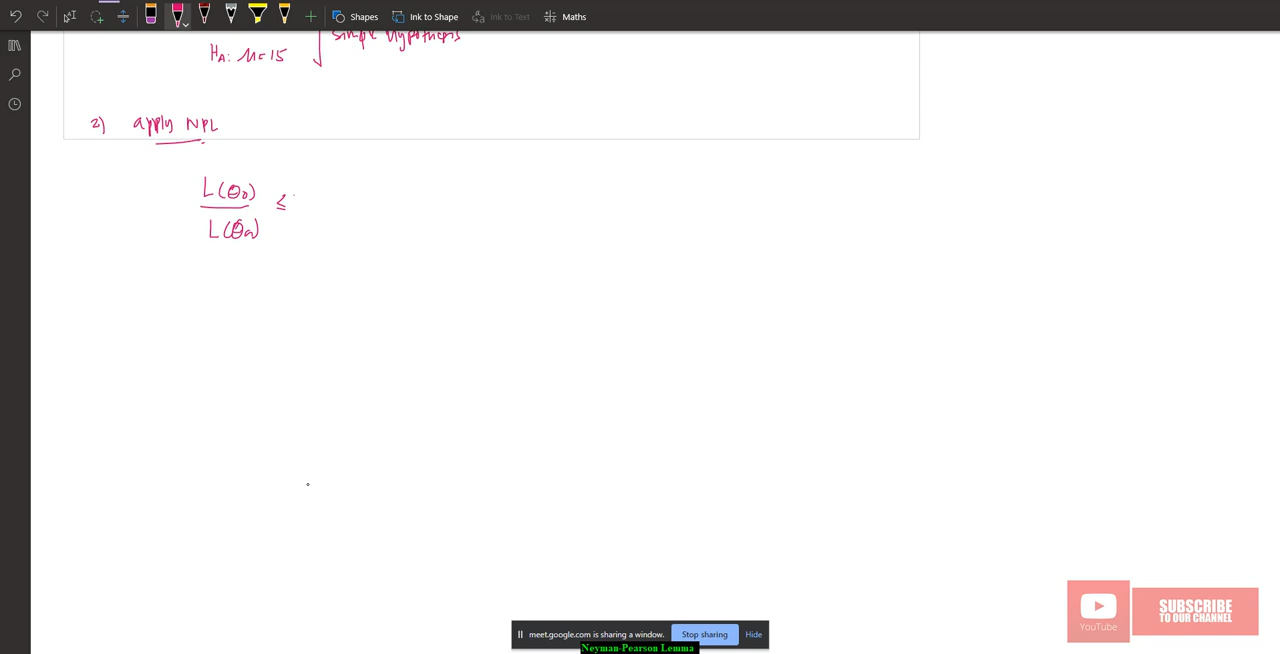 Shapes Ink to Shape Ink to Text Maths
simple hypothesis
HA: μ=15
2) apply NPL
L(θ0)
≤
L(θa)
YouTube
SUBSCRIBE
TO OUR CHANNEL
meet.google.com is sharing a window. Stop sharing Hide
Neyman-Pearson Lemma